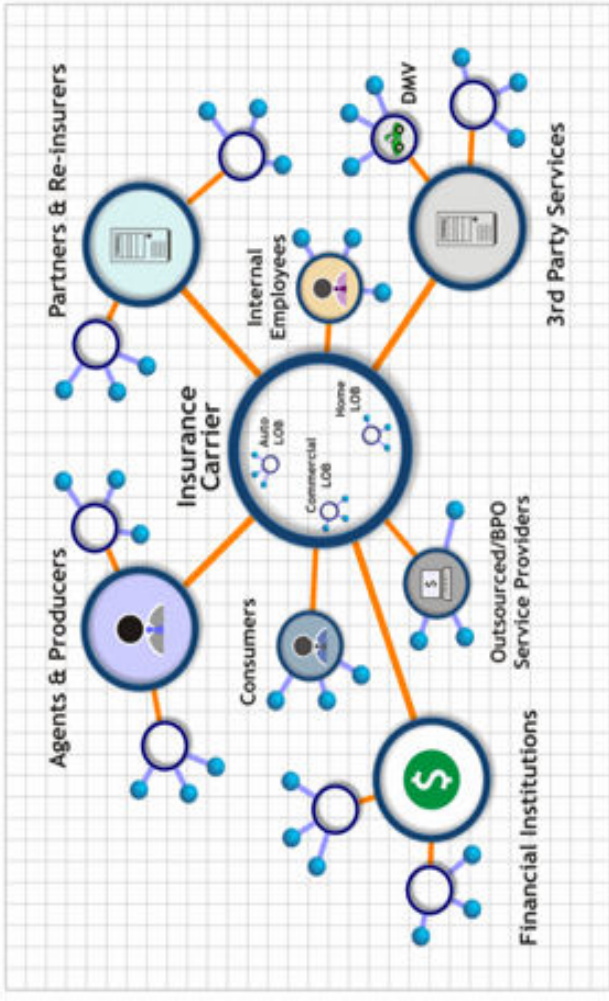 Agents & Producers
Partners & Re-insurers
Insurance
Carrier
Auto
LOB
Commercial
LOB
Home
LOB
Consumers
Internal
Employees
DMV
Financial Institutions
Outsourced/BPO
Service Providers
$
$
3rd Party Services